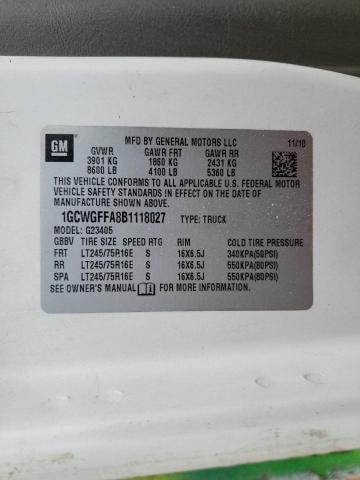 GM
MFD BY GENERAL MOTORS LLC 11/10
GVWR GAWR FRT GAWR RR
3901 KG 1860 KG 2431 KG
8600 LB 4100 LB 5360 LB
THIS VEHICLE CONFORMS TO ALL APPLICABLE U.S. FEDERAL MOTOR
VEHICLE SAFETY STANDARDS IN EFFECT ON THE DATE OF
MANUFACTURE SHOWN ABOVE.
1GCWGFFA8B1118027 TYPE: TRUCK
MODEL: G23405
GBBV TIRE SIZE SPEED RTG RIM COLD TIRE PRESSURE
FRT LT245/75R16E S 16X6.5J 340KPA(50PSI)
RR LT245/75R16E S 16X6.5J 550KPA(80PSI)
SPA LT245/75R16E S 16X6.5J 550KPA(80PSI)
SEE OWNER'S MANUAL FOR MORE INFORMATION.